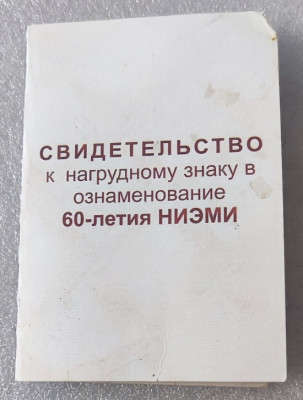 СВИДЕТЕЛЬСТВО
к нагрудному знаку в
ознаменование
60-летия НИЭМИ